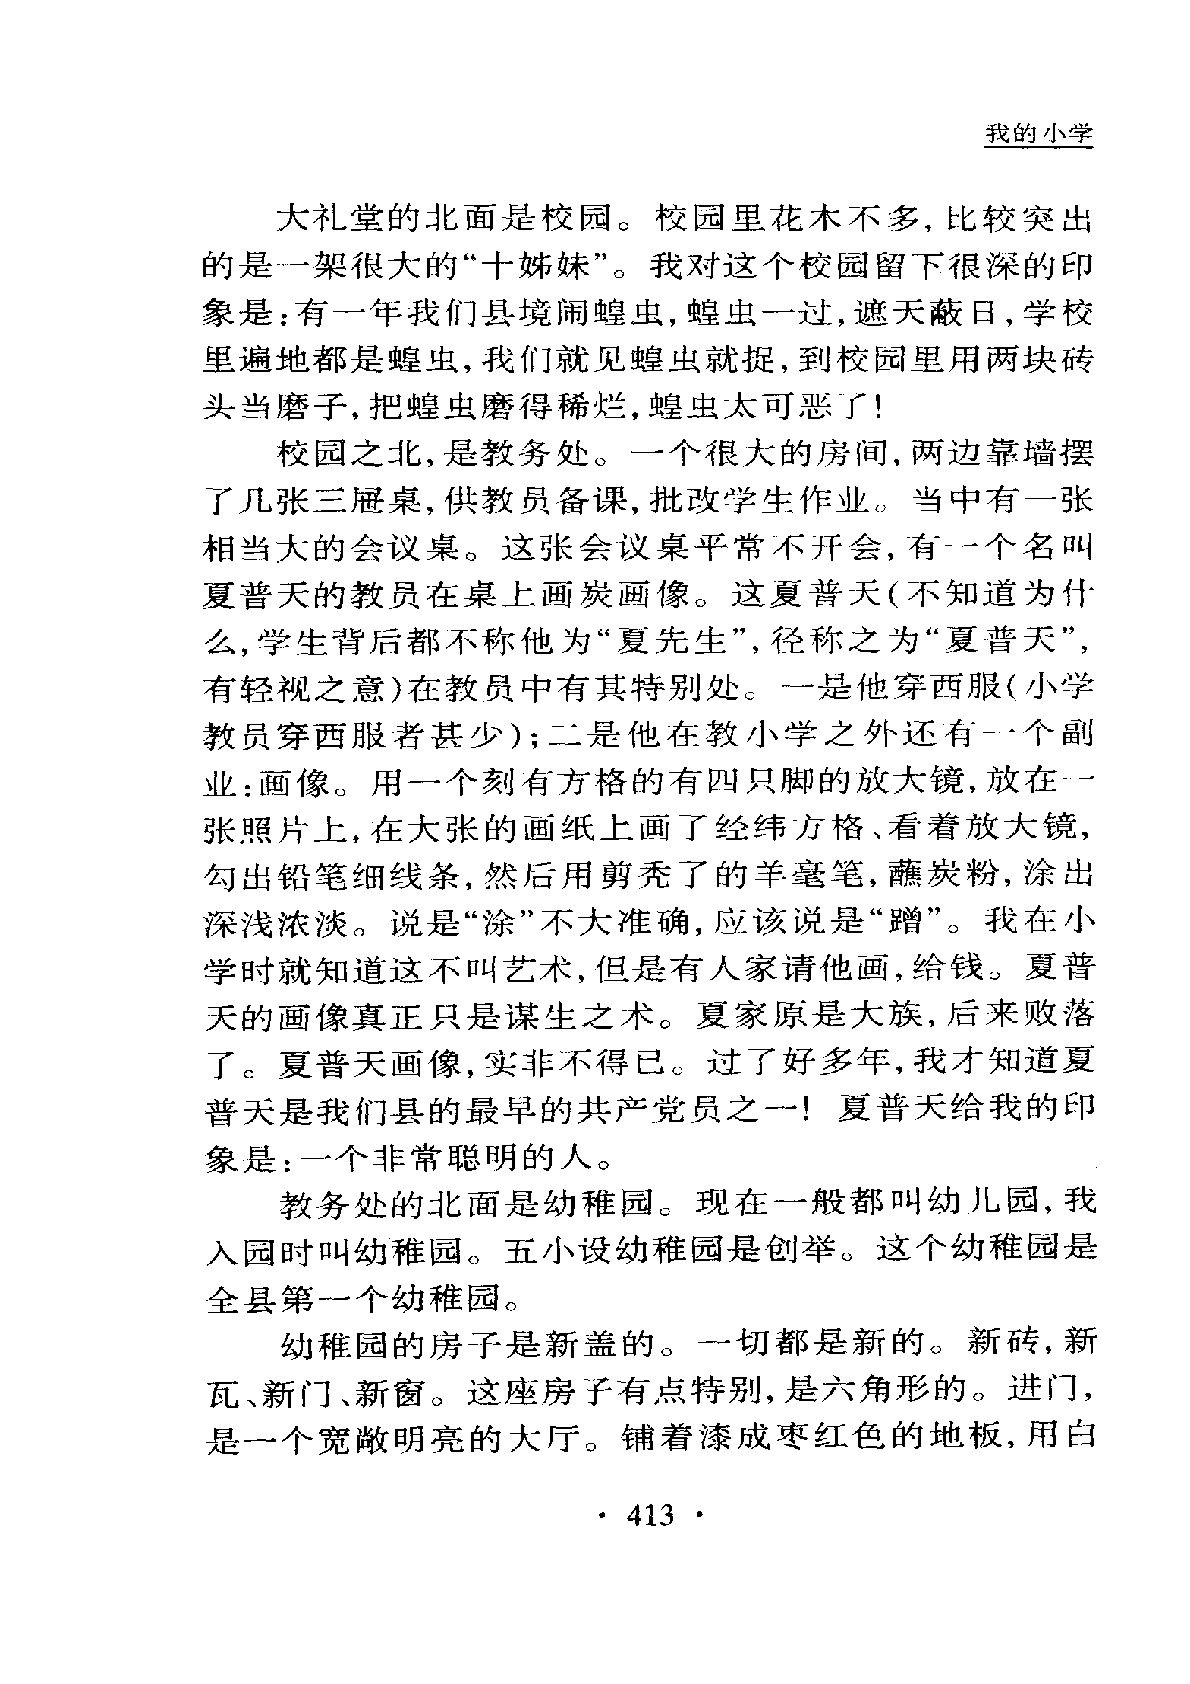 我的小学
大礼堂的北面是校园。校园里花木不多,比较突出
的是一架很大的“十姊妹”。我对这个校园留下很深的印
象是:有一年我们县境闹蝗虫,蝗虫一过,遮天蔽日,学校
里遍地都是蝗虫,我们就见蝗虫就捉,到校园里用两块砖
头当磨子,把蝗虫磨得稀烂,蝗虫太可恶了!
校园之北,是教务处。一个很大的房间,两边靠墙摆
了几张三屉桌,供教员备课,批改学生作业。当中有一张
相当大的会议桌。这张会议桌平常不开会,有一个名叫
夏普天的教员在桌上画炭画像。这夏普天(不知道为什
么,学生背后都不称他为“夏先生”,径称之为“夏普天”,
有轻视之意)在教员中有其特别处。一是他穿西服(小学
教员穿西服者甚少);二是他在教小学之外还有一个副
业:画像。用一个刻有方格的有四只脚的放大镜,放在一
张照片上,在大张的画纸上画了经纬方格、看着放大镜,
勾出铅笔细线条,然后用剪秃了的羊毫笔,蘸炭粉,涂出
深浅浓淡。说是“涂”不大准确,应该说是“蹭”。我在小
学时就知道这不叫艺术,但是有人家请他画,给钱。夏普
天的画像真正只是谋生之术。夏家原是大族,后来败落
了。夏普天画像,实非不得已。过了好多年,我才知道夏
普天是我们县的最早的共产党员之一! 夏普天给我的印
象是:一个非常聪明的人。
教务处的北面是幼稚园。现在一般都叫幼儿园,我
入园时叫幼稚园。五小设幼稚园是创举。这个幼稚园是
全县第一个幼稚园。
幼稚园的房子是新盖的。一切都是新的。新砖,新
瓦、新门、新窗。这座房子有点特别,是六角形的。进门,
是一个宽敞明亮的大厅。铺着漆成枣红色的地板,用白
· 413 ·